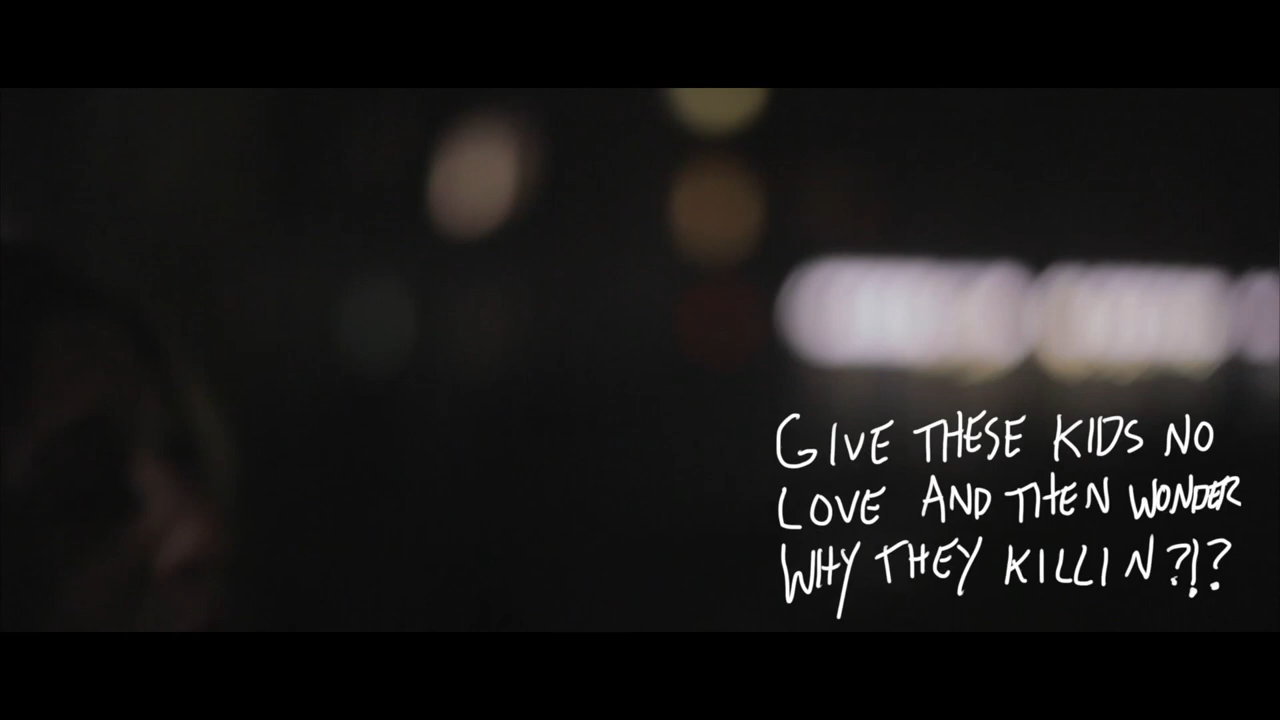 GIVE THESE KIDS NO
LOVE AND THEN WONDER
WHY THEY KILLIN?!?